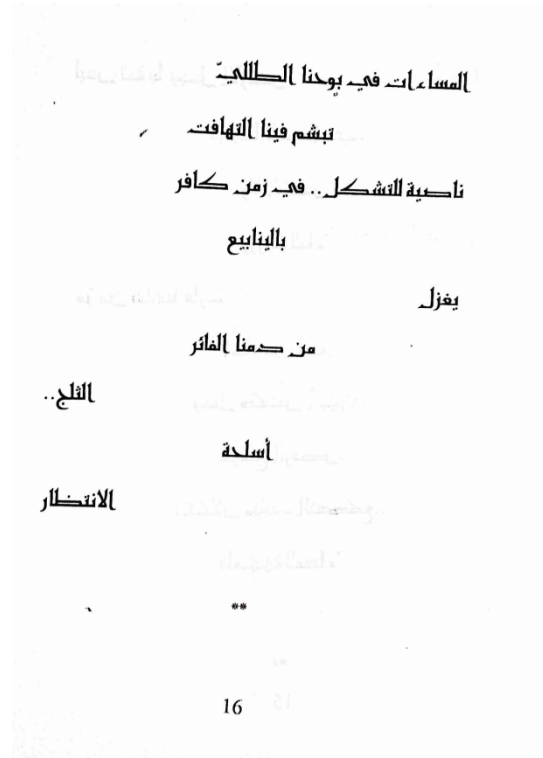 المساءات في بوحنا الطلليّ
تبشم فينا التهافت
ناصية للتشكل.. في زمن كافر
بالينابيع
يغزل
من دمنا الفائر
الثلج..
أسلحة
الانتظار
**
16